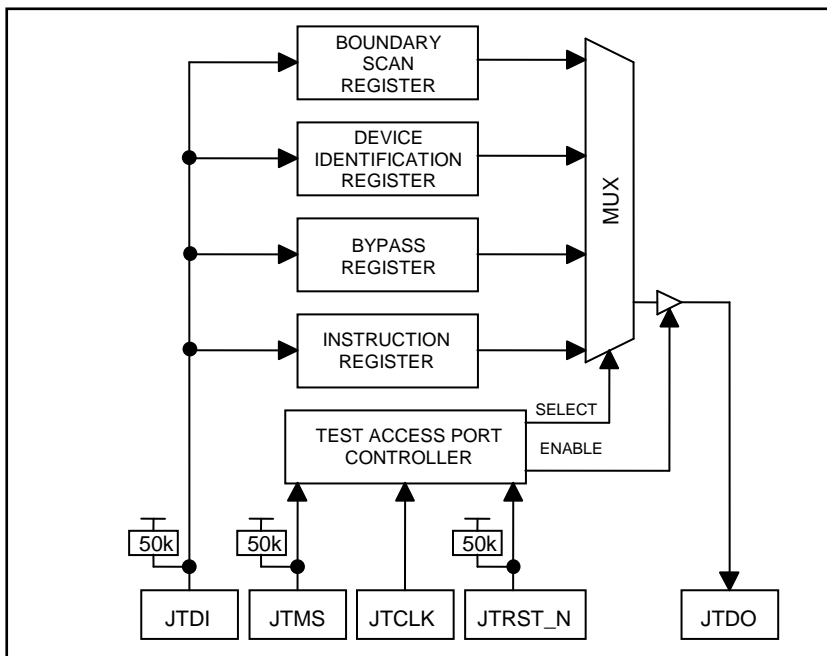 BOUNDARY
SCAN
REGISTER
DEVICE
IDENTIFICATION
REGISTER
BYPASS
REGISTER
INSTRUCTION
REGISTER
MUX
SELECT
TEST ACCESS PORT
CONTROLLER
ENABLE
50k
50k
50k
JTDI
JTMS
JTCLK
JTRST_N
JTDO